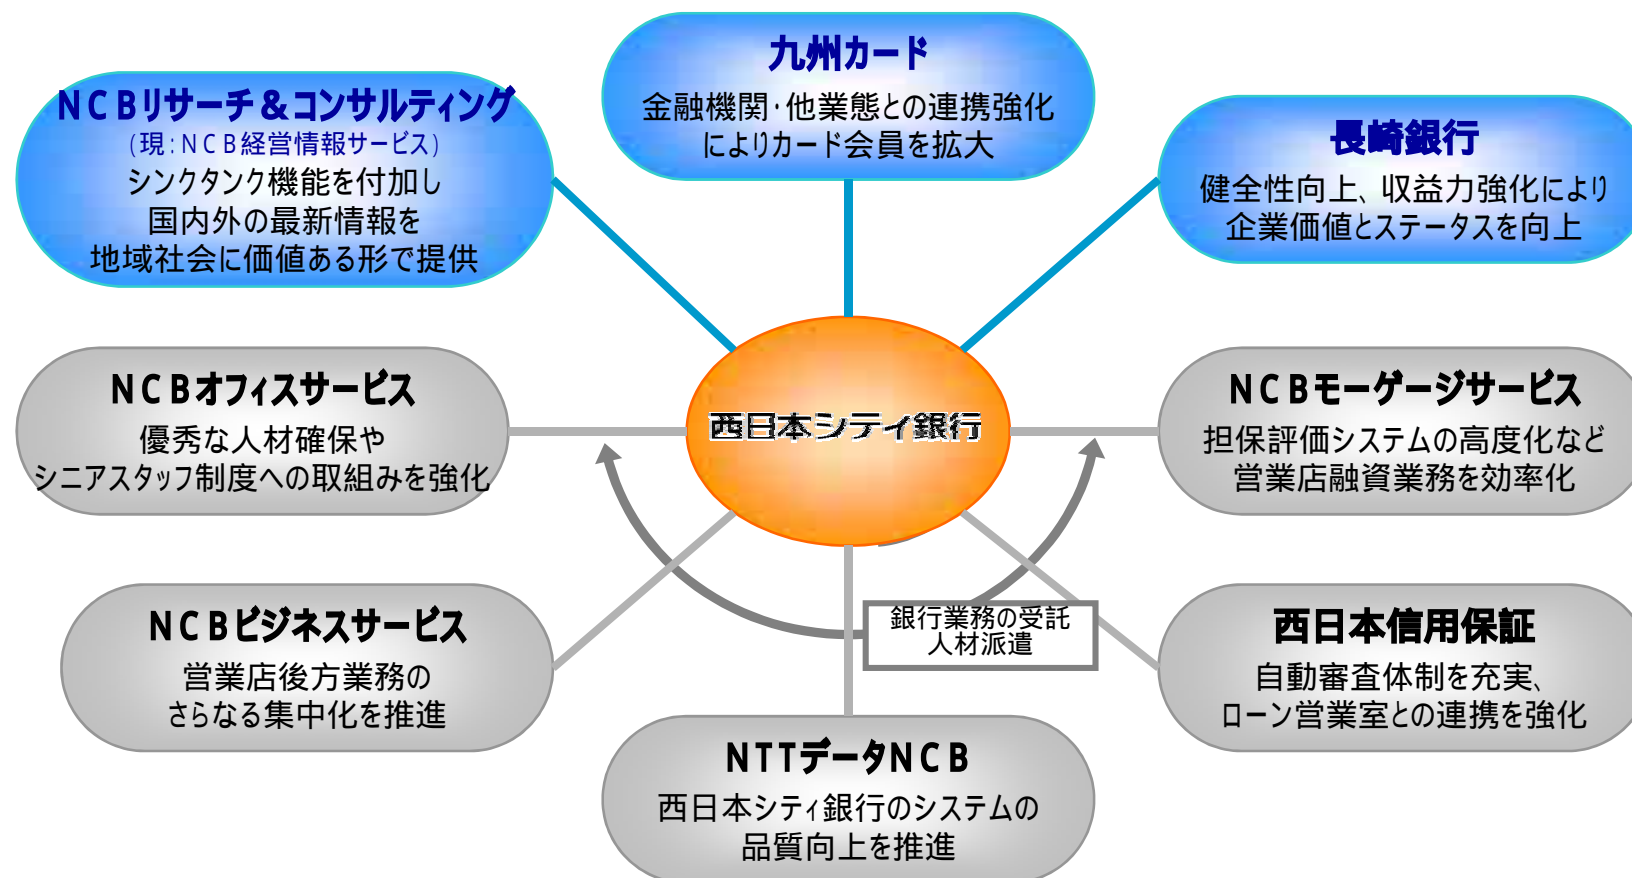 九州カード
金融機関・他業態との連携強化
によりカード会員を拡大
NCBリサーチ&コンサルティング
(現:NCB経営情報サービス)
シンクタンク機能を付加し
国内外の最新情報を
地域社会に価値ある形で提供
長崎銀行
健全性向上、収益力強化により
企業価値とステータスを向上
NCBオフィスサービス
優秀な人材確保や
シニアスタッフ制度への取組みを強化
西日本シティ銀行
NCBモーゲージサービス
担保評価システムの高度化など
営業店融資業務を効率化
NCBビジネスサービス
営業店後方業務の
さらなる集中化を推進
銀行業務の受託
人材派遣
西日本信用保証
自動審査体制を充実、
ローン営業室との連携を強化
NTTデータNCB
西日本シティ銀行のシステムの
品質向上を推進